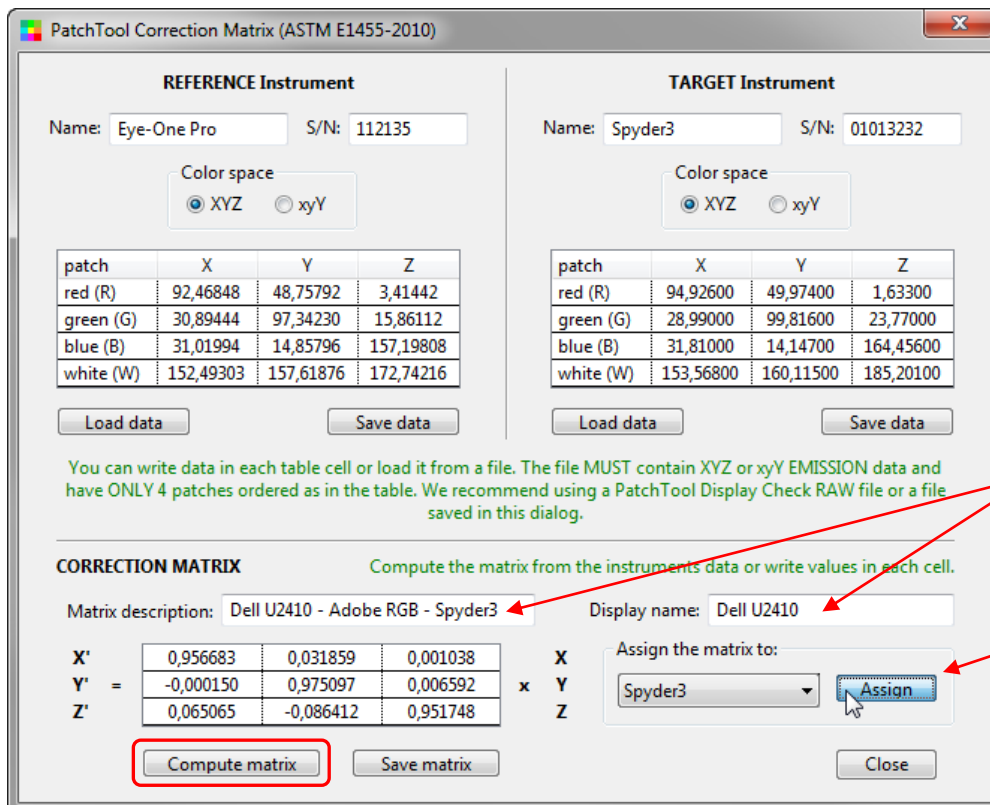 PatchTool Correction Matrix (ASTM E1455-2010)
REFERENCE Instrument
Name: Eye-One Pro S/N: 112135
Color space
XYZ xyY
patch X Y Z
red (R) 92,46848 48,75792 3,41442
green (G) 30,89444 97,34230 15,86112
blue (B) 31,01994 14,85796 157,19808
white (W) 152,49303 157,61876 172,74216
Load data Save data
TARGET Instrument
Name: Spyder3 S/N: 01013232
Color space
XYZ xyY
patch X Y Z
red (R) 94,92600 49,97400 1,63300
green (G) 28,99000 99,81600 23,77000
blue (B) 31,81000 14,14700 164,45600
white (W) 153,56800 160,11500 185,20100
Load data Save data
You can write data in each table cell or load it from a file. The file MUST contain XYZ or xyY EMISSION data and
have ONLY 4 patches ordered as in the table. We recommend using a PatchTool Display Check RAW file or a file
saved in this dialog.
CORRECTION MATRIX Compute the matrix from the instruments data or write values in each cell.
Matrix description: Dell U2410 - Adobe RGB - Spyder3 Display name: Dell U2410
X' 0,956683 0,031859 0,001038 X
Y' = -0,000150 0,975097 0,006592 x Y
Z' 0,065065 -0,086412 0,951748 Z
Assign the matrix to:
Spyder3 Assign
Compute matrix Save matrix Close